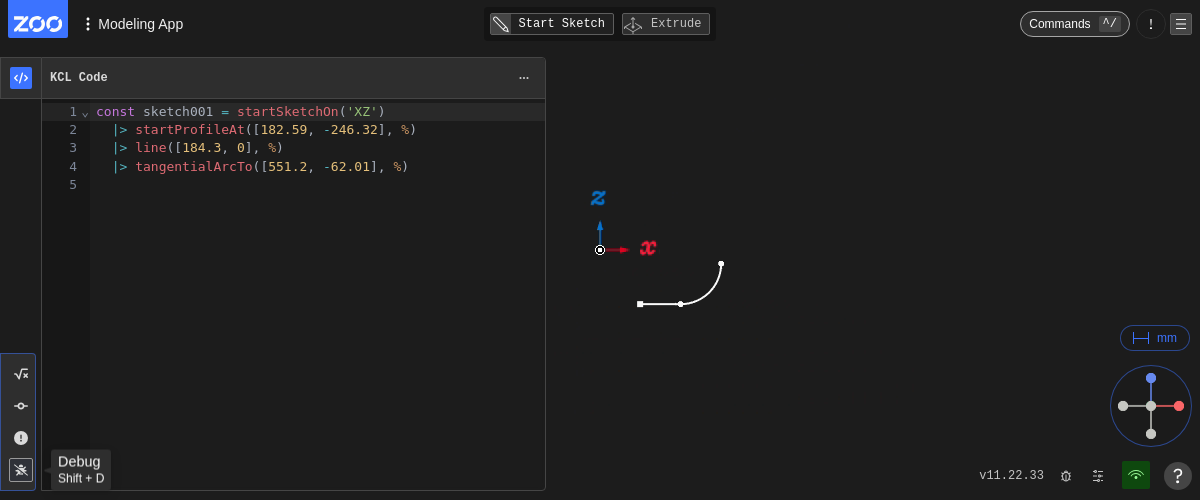 ZOO
Modeling App
Start Sketch
Extrude
Commands ^/
!
KCL Code
...
1 const sketch001 = startSketchOn('XZ')
2 |> startProfileAt([182.59, -246.32], %)
3 |> line([184.3, 0], %)
4 |> tangentialArcTo([551.2, -62.01], %)
5
z
x
mm
Debug
Shift + D
v11.22.33
?